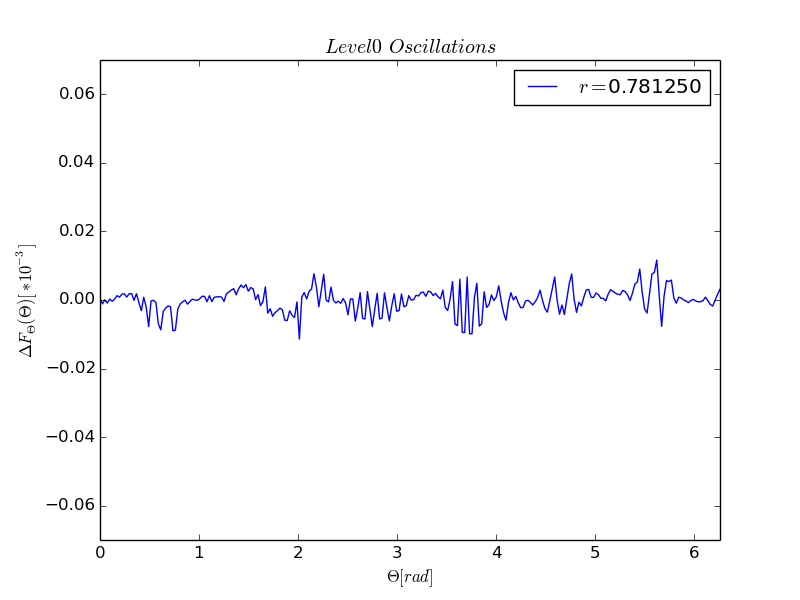 Level0 Oscillations
r=0.781250
ΔF_Θ(Θ)[*10^{-3}]
0.06
0.04
0.02
0.00
−0.02
−0.04
−0.06
0 1 2 3 4 5 6
Θ[rad]